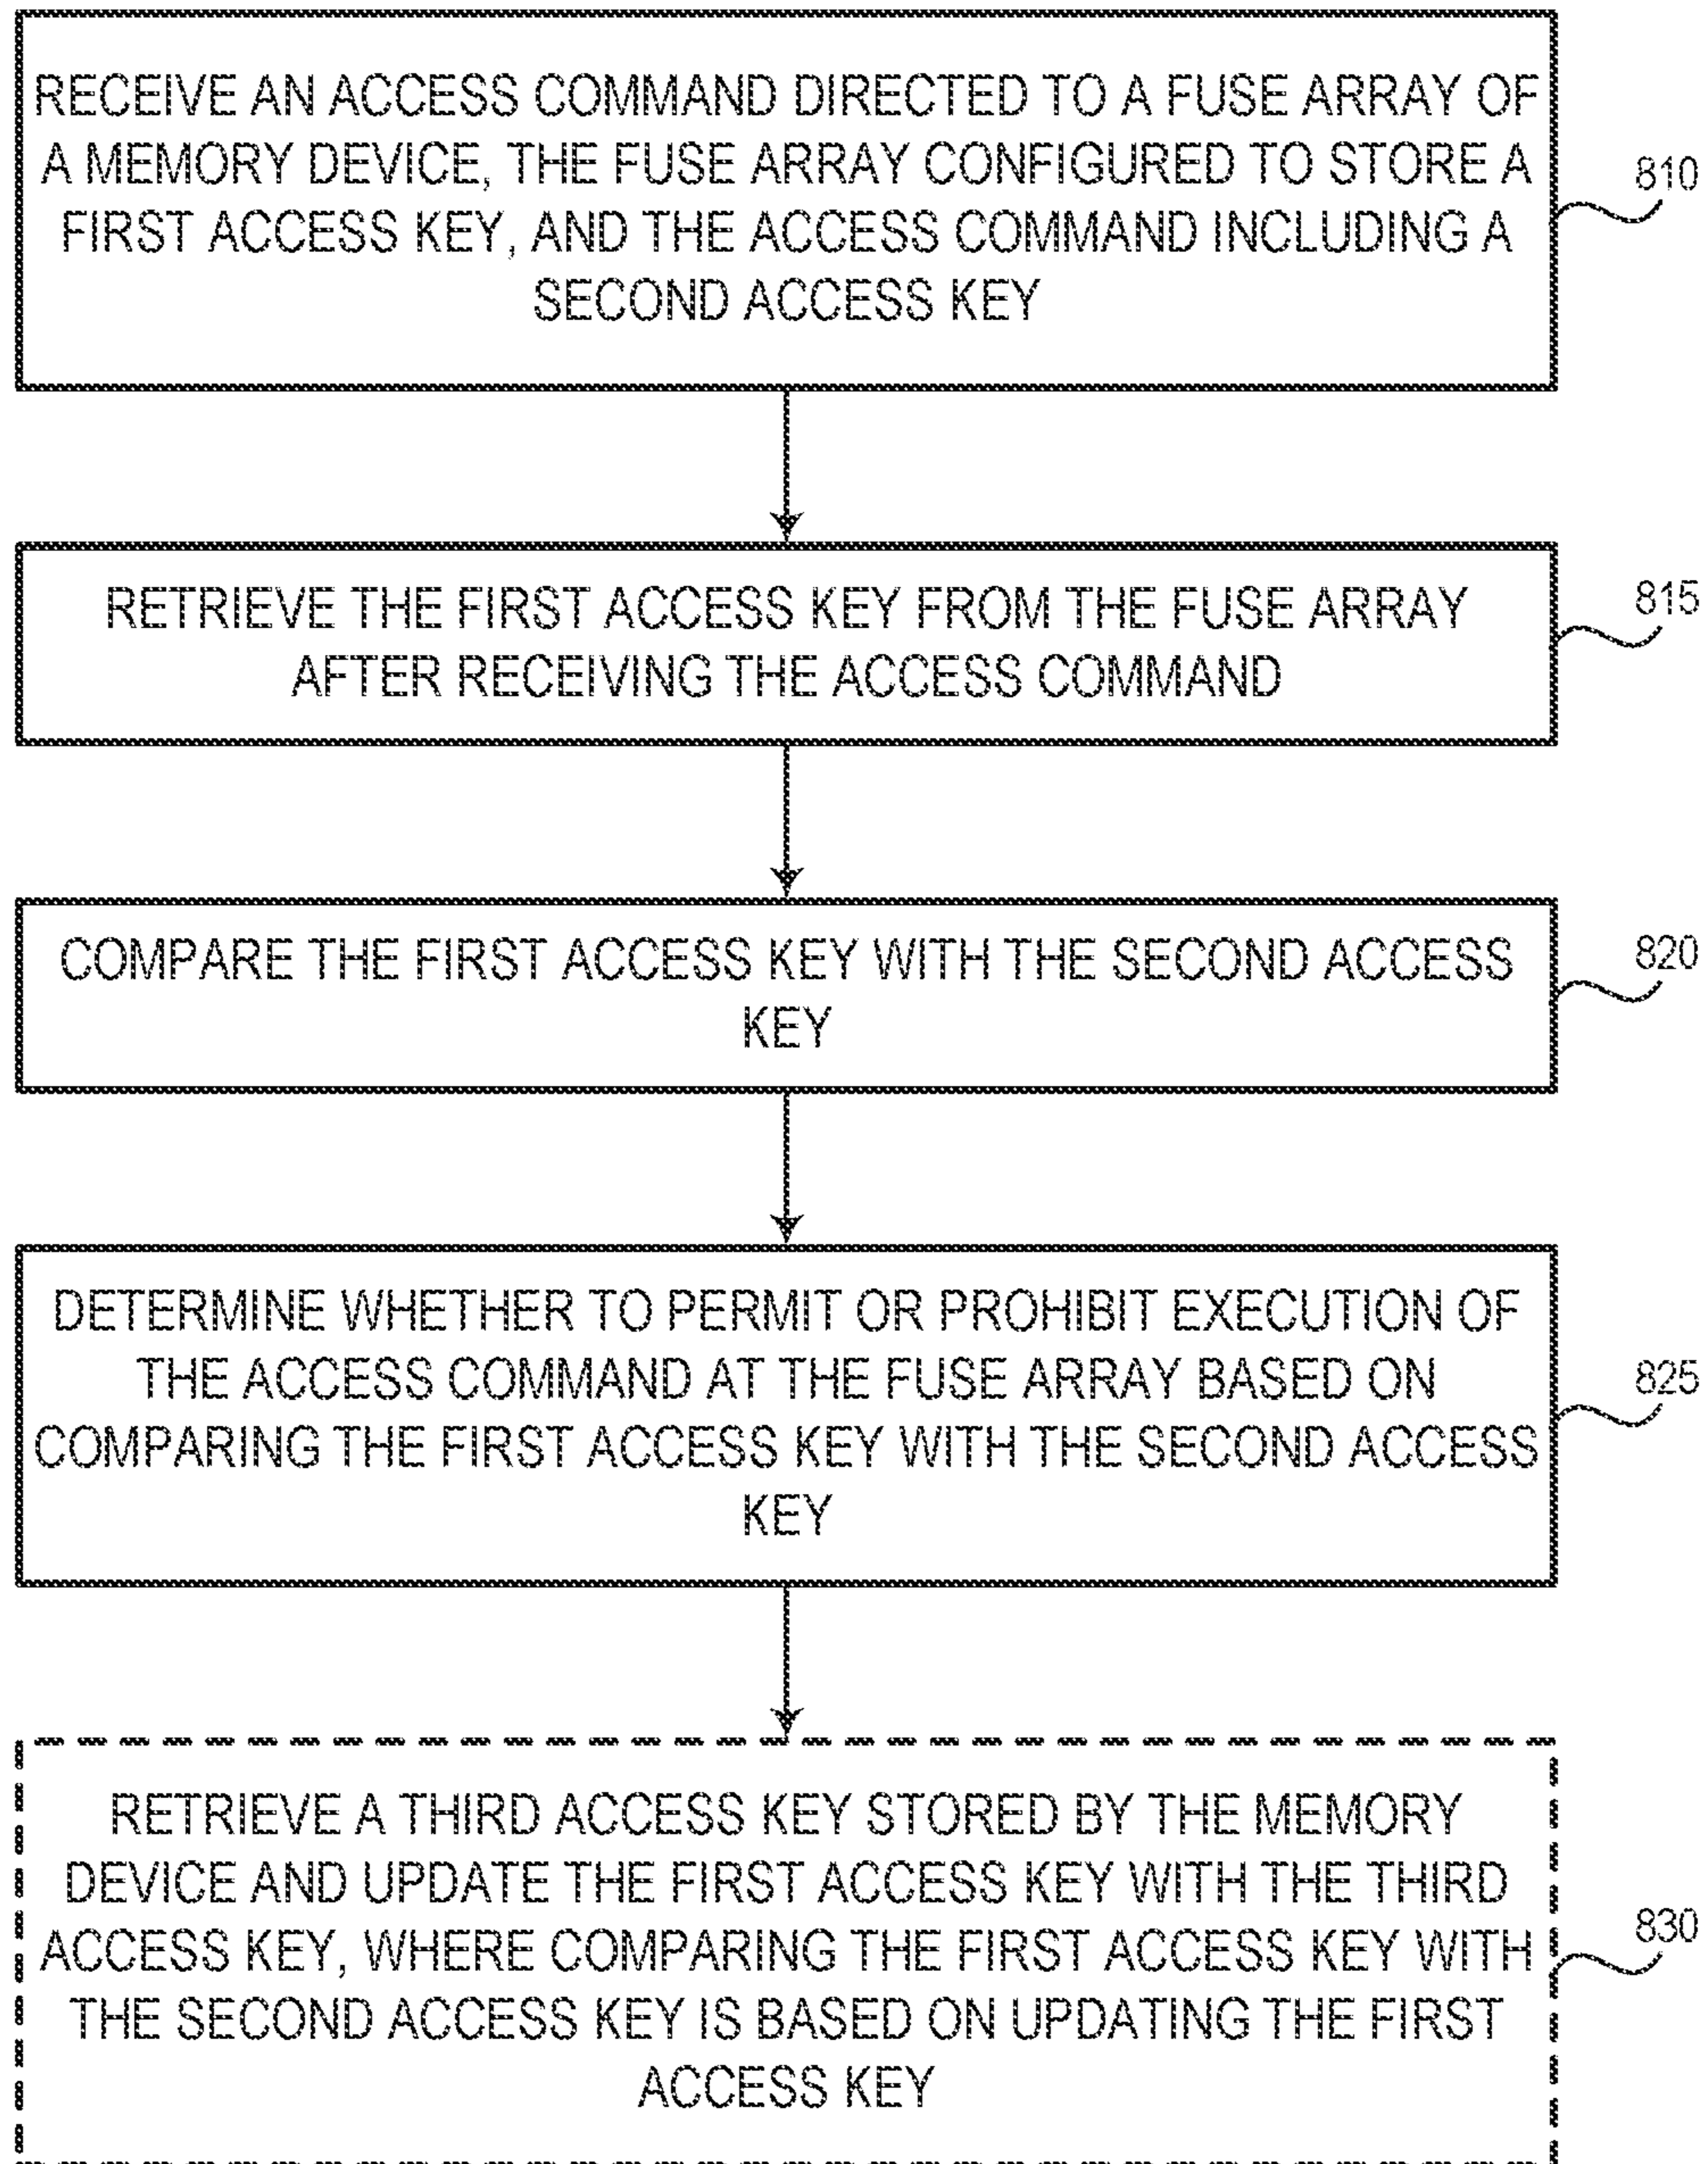 RECEIVE AN ACCESS COMMAND DIRECTED TO A FUSE ARRAY OF
A MEMORY DEVICE, THE FUSE ARRAY CONFIGURED TO STORE A
FIRST ACCESS KEY, AND THE ACCESS COMMAND INCLUDING A
SECOND ACCESS KEY
810
RETRIEVE THE FIRST ACCESS KEY FROM THE FUSE ARRAY
AFTER RECEIVING THE ACCESS COMMAND
815
COMPARE THE FIRST ACCESS KEY WITH THE SECOND ACCESS
KEY
820
DETERMINE WHETHER TO PERMIT OR PROHIBIT EXECUTION OF
THE ACCESS COMMAND AT THE FUSE ARRAY BASED ON
COMPARING THE FIRST ACCESS KEY WITH THE SECOND ACCESS
KEY
825
RETRIEVE A THIRD ACCESS KEY STORED BY THE MEMORY
DEVICE AND UPDATE THE FIRST ACCESS KEY WITH THE THIRD
ACCESS KEY, WHERE COMPARING THE FIRST ACCESS KEY WITH
THE SECOND ACCESS KEY IS BASED ON UPDATING THE FIRST
ACCESS KEY
830